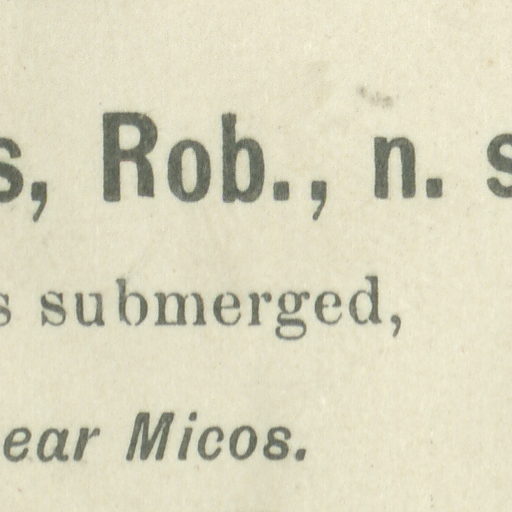 s, Rob., n. s
s submerged,
ear Micos.